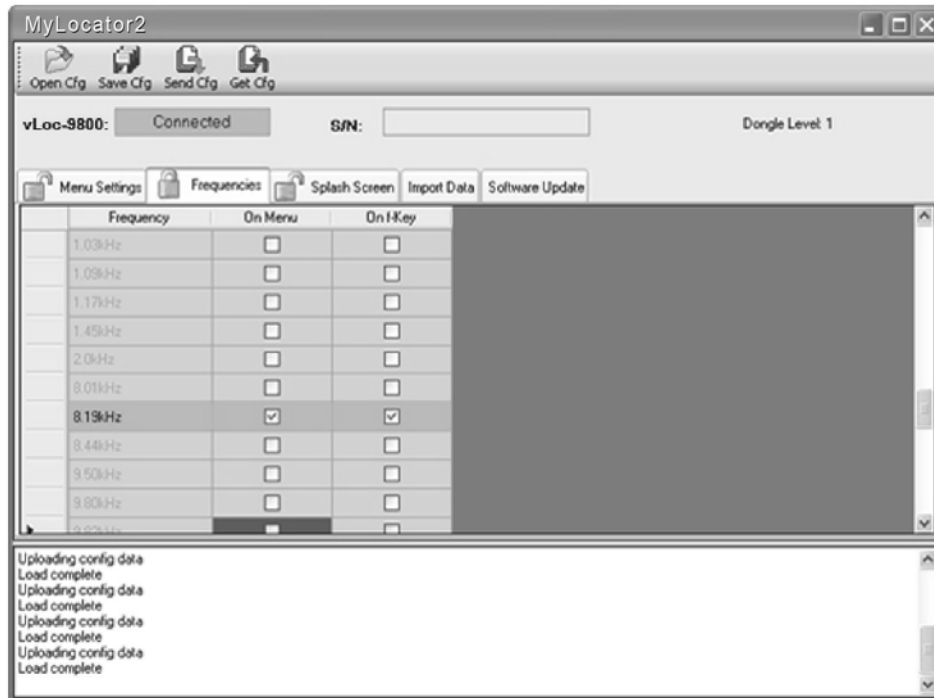 MyLocator2
Open Cfg Save Cfg Send Cfg Get Cfg
vLoc-9800: Connected S/N: Dongle Level: 1
Menu Settings Frequencies Splash Screen Import Data Software Update
Frequency On Menu On f-Key
1.03kHz
1.09kHz
1.17kHz
1.45kHz
2.0kHz
8.01kHz
8.19kHz
8.44kHz
9.50kHz
9.80kHz
9.82kHz
Uploading config data
Load complete
Uploading config data
Load complete
Uploading config data
Load complete
Uploading config data
Load complete